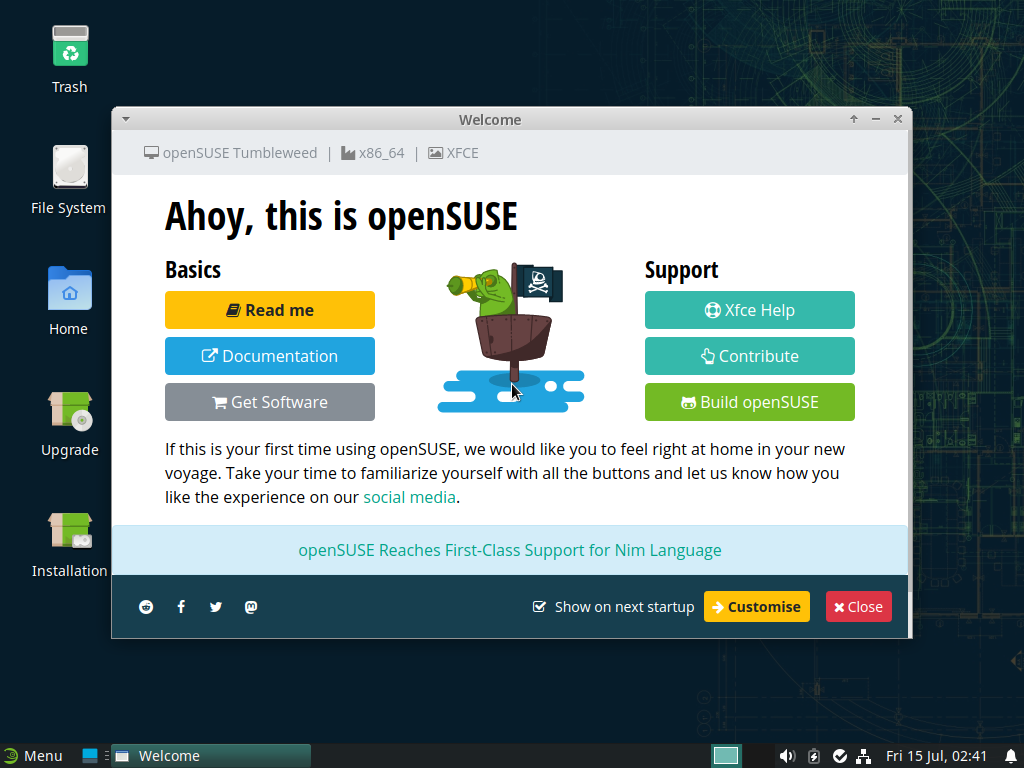 Trash
File System
Home
Upgrade
Installation
Welcome
openSUSE Tumbleweed | x86_64 | XFCE
Ahoy, this is openSUSE
Basics
Read me
Documentation
Get Software
Support
Xfce Help
Contribute
Build openSUSE
If this is your first time using openSUSE, we would like you to feel right at home in your new
voyage. Take your time to familiarize yourself with all the buttons and let us know how you
like the experience on our social media.
openSUSE Reaches First-Class Support for Nim Language
Show on next startup
Customise
Close
Menu
Welcome
Fri 15 Jul, 02:41